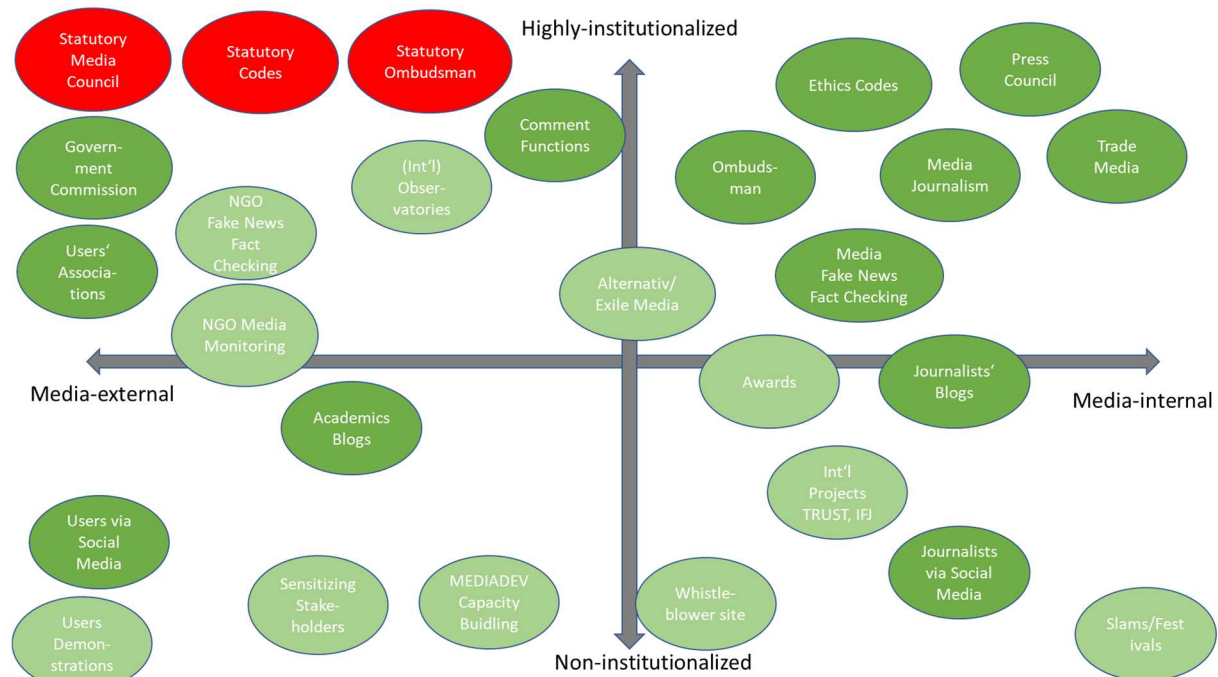 Highly-institutionalized
Statutory
Media
Council
Statutory
Codes
Statutory
Ombudsman
Comment
Functions
Ethics Codes
Press
Council
Govern-
ment
Commission
(Int'l)
Obser-
vatories
Ombuds-
man
Media
Journalism
Trade
Media
NGO
Fake News
Fact
Checking
Users‘
Associa-
tions
Alternativ/
Exile Media
Media
Fake News
Fact Checking
NGO Media
Monitoring
Media-external
Awards
Journalists‘
Blogs
Media-internal
Academics
Blogs
Int‘l
Projects
TRUST, IFJ
Users via
Social
Media
Journalists
via Social
Media
Sensitizing
Stake-
holders
MEDIADEV
Capacity
Buidling
Whistle-
blower site
Users
Demon-
strations
Slams/Fest
ivals
Non-institutionalized